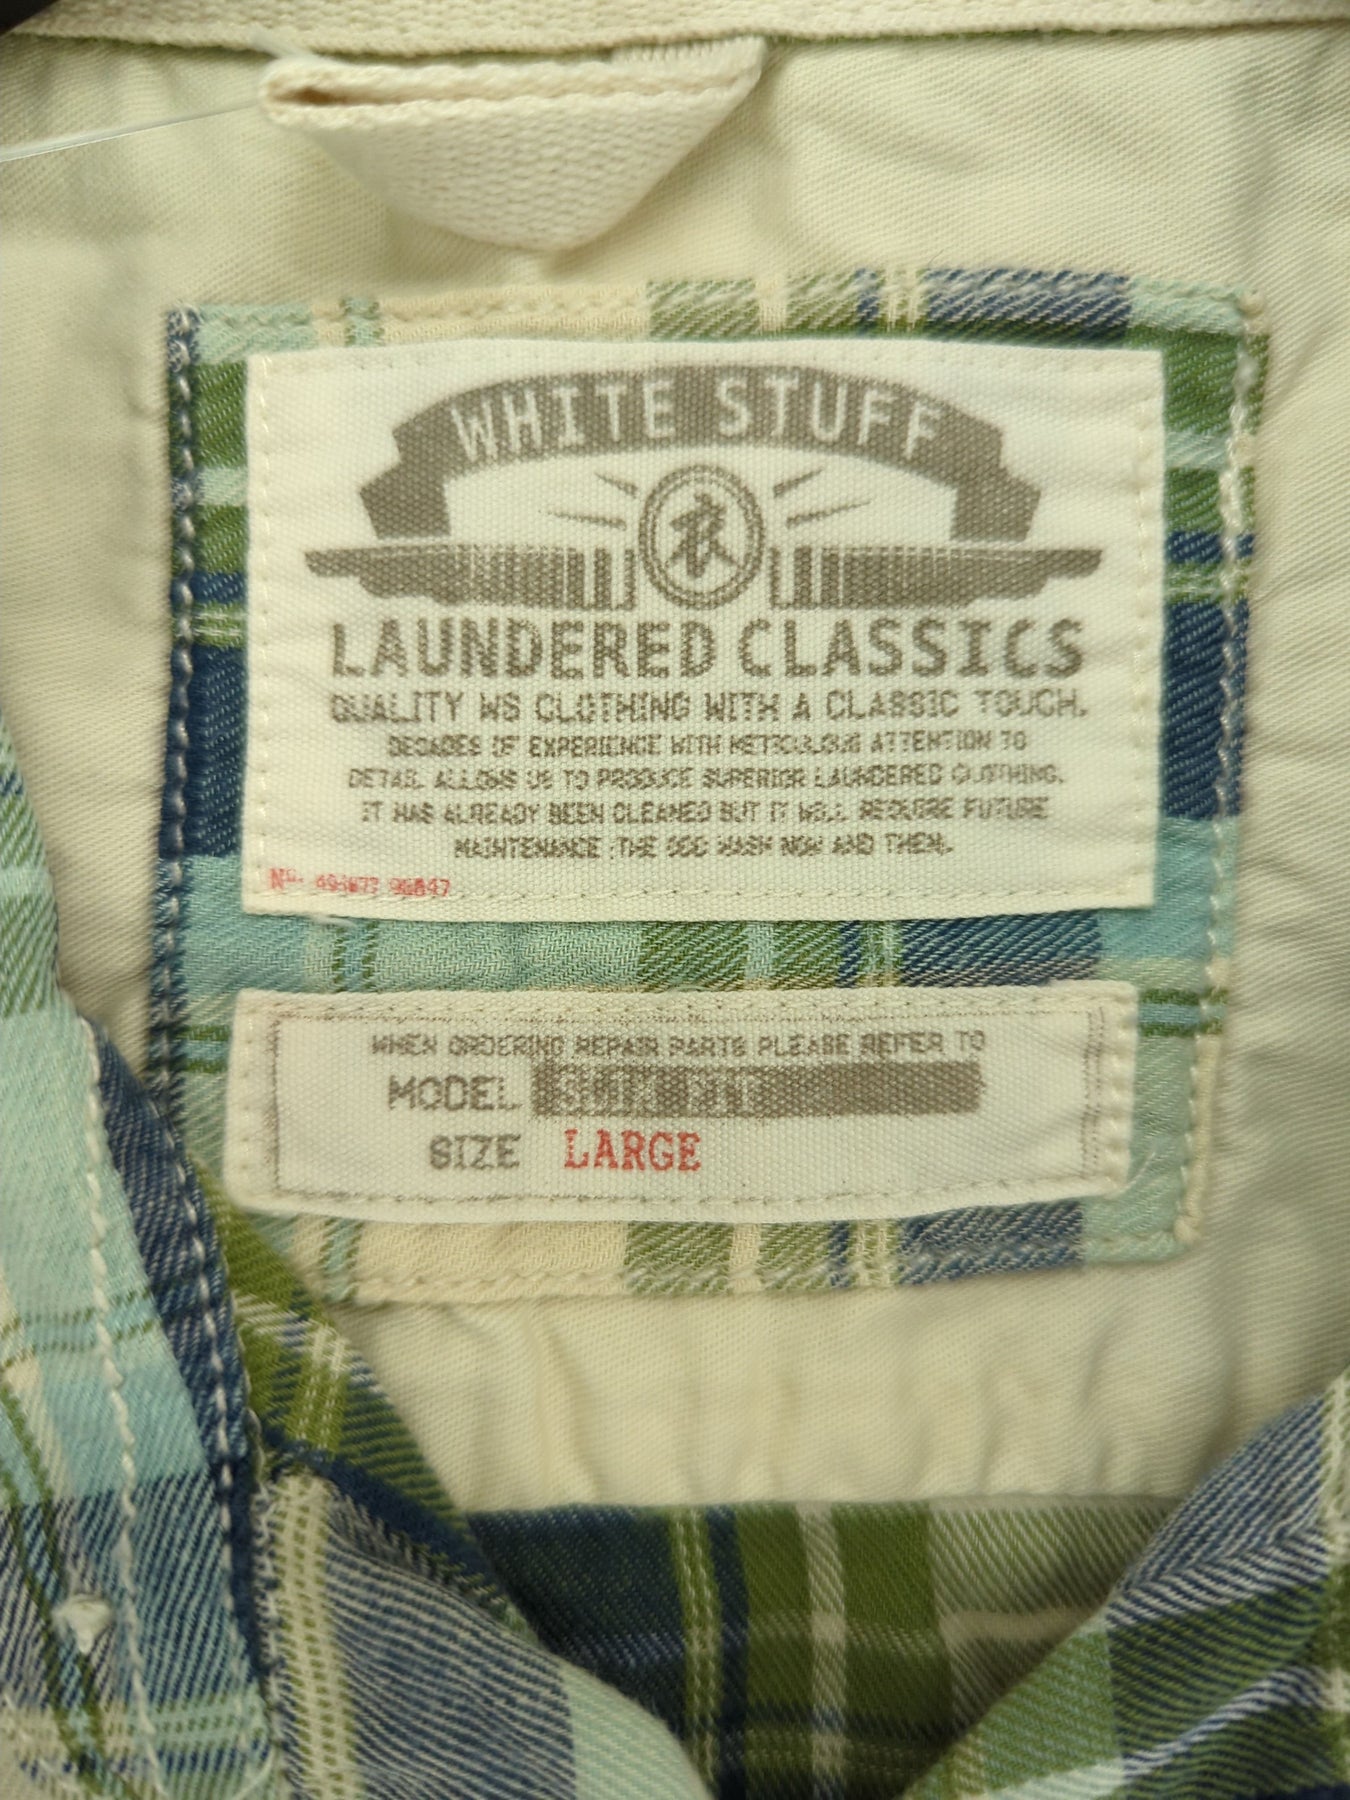 WHITE STUFF
衣
LAUNDERED CLASSICS
QUALITY WS CLOTHING WITH A CLASSIC TOUCH.
DECADES OF EXPERIENCE WITH METICULOUS ATTENTION TO
DETAIL ALLOWS US TO PRODUCE SUPERIOR LAUNDERED CLOTHING.
IT HAS ALREADY BEEN CLEANED BUT IT WILL REQUIRE FUTURE
MAINTENANCE : THE ODD WASH NOW AND THEN.
No.
WHEN ORDERING REPAIR PARTS PLEASE REFER TO
MODEL
SIZE LARGE